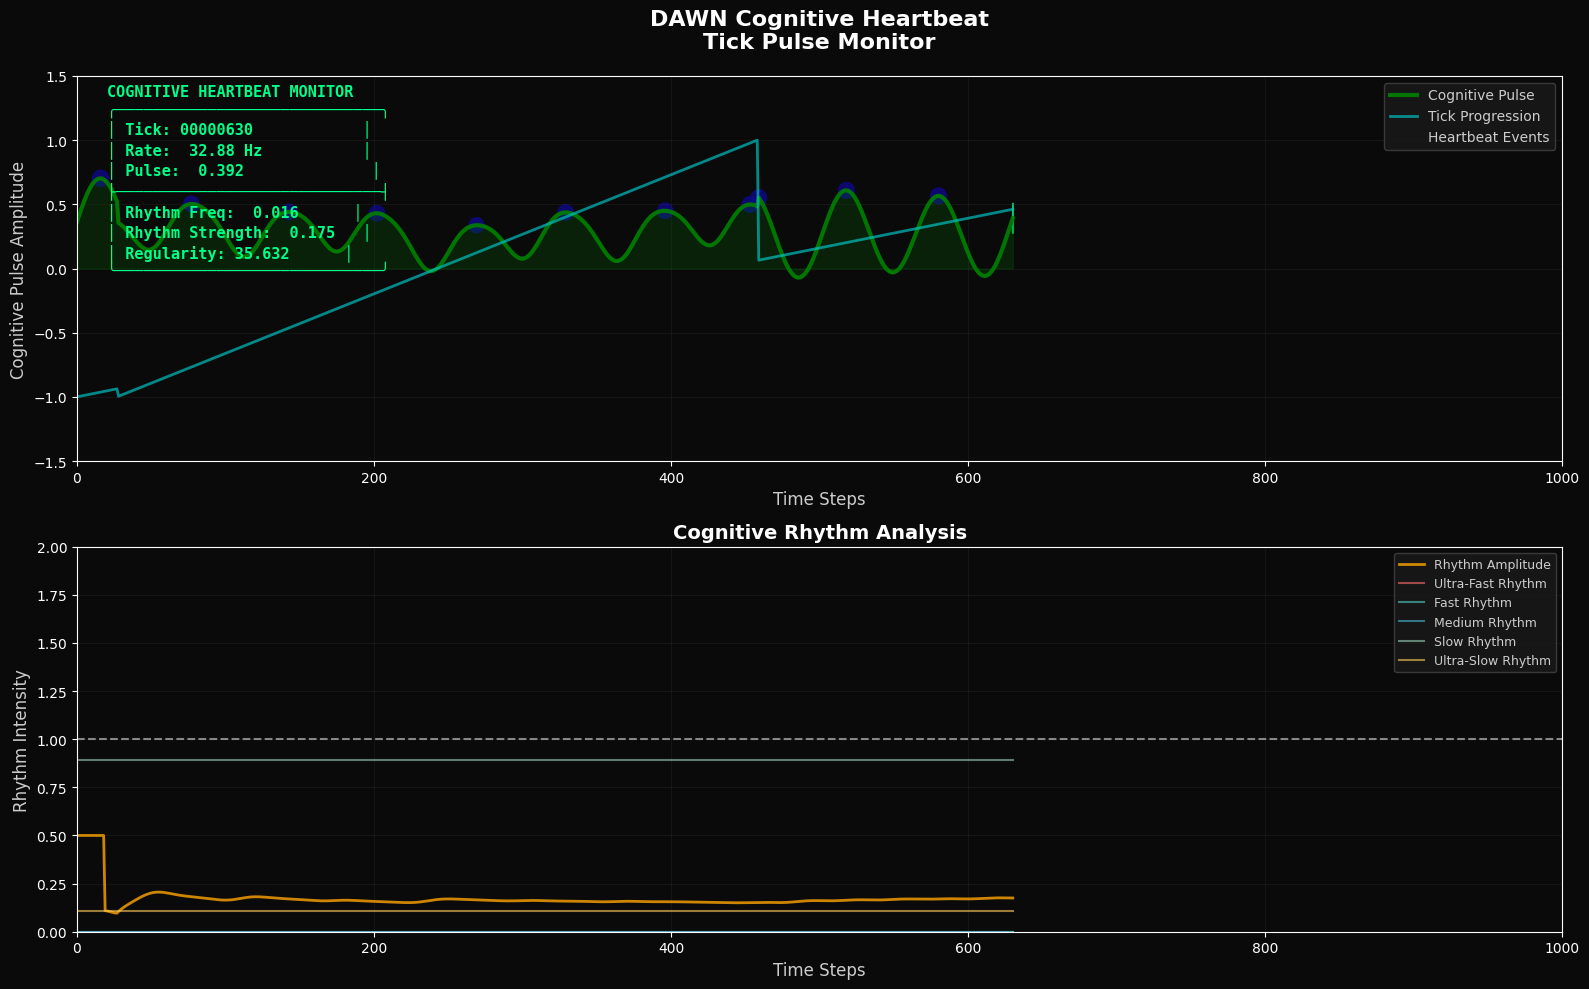 DAWN Cognitive Heartbeat
Tick Pulse Monitor
1.5
1.0
0.5
0.0
−0.5
−1.0
−1.5
Cognitive Pulse Amplitude
COGNITIVE HEARTBEAT MONITOR
Tick: 00000630
Rate: 32.88 Hz
Pulse: 0.392
Rhythm Freq: 0.016
Rhythm Strength: 0.175
Regularity: 35.632
Cognitive Pulse
Tick Progression
Heartbeat Events
0 200 400 600 800 1000
Time Steps
Cognitive Rhythm Analysis
2.00
1.75
1.50
1.25
1.00
0.75
0.50
0.25
0.00
Rhythm Intensity
Rhythm Amplitude
Ultra-Fast Rhythm
Fast Rhythm
Medium Rhythm
Slow Rhythm
Ultra-Slow Rhythm
0 200 400 600 800 1000
Time Steps